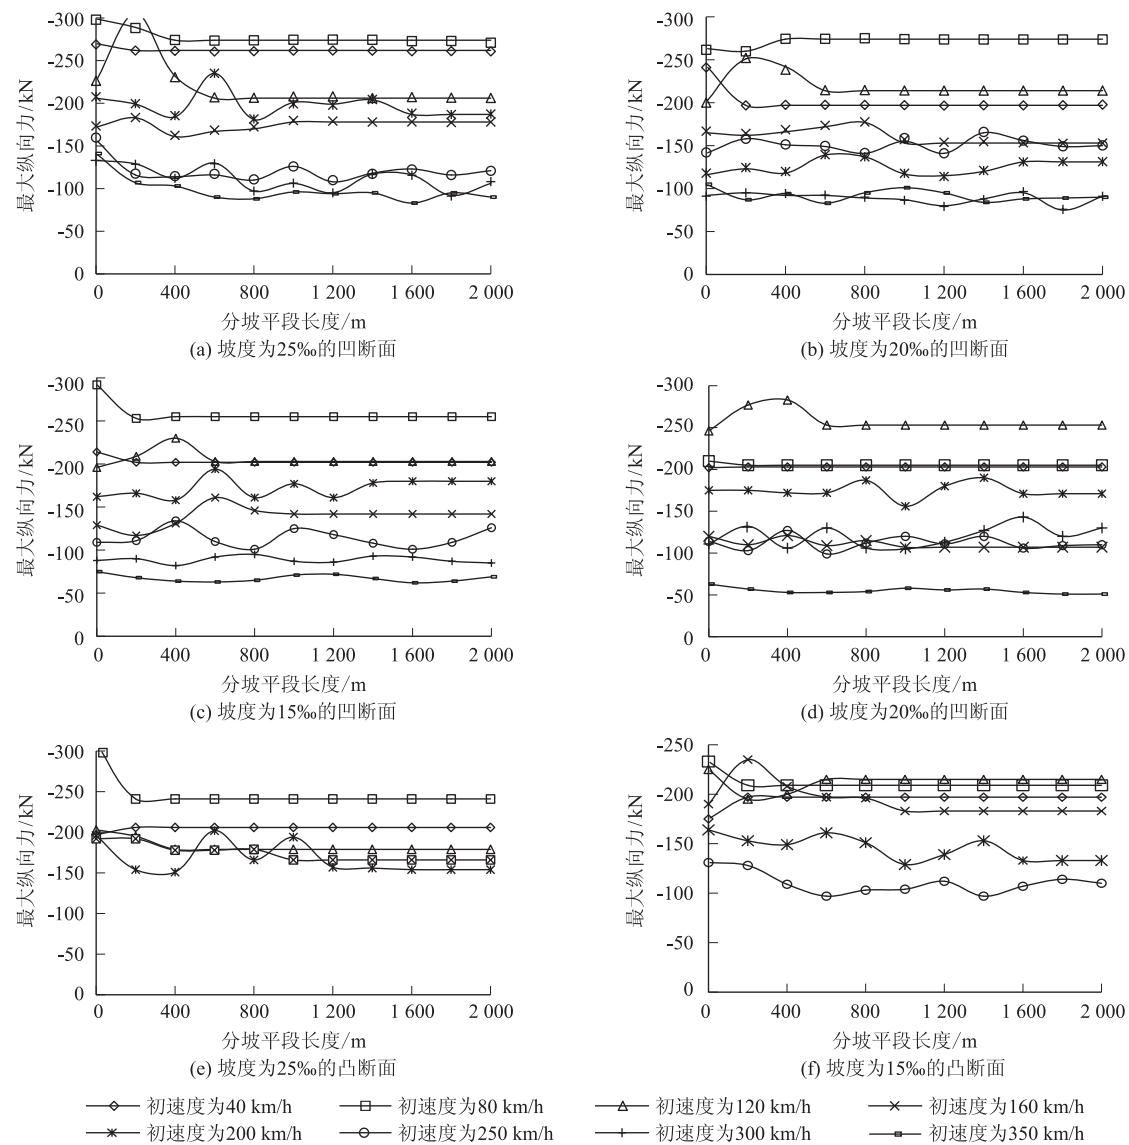 -300
-250
-200
-150
-100
-50
0
最大纵向力/kN
0 400 800 1 200 1 600 2 000
分坡平段长度/m
(a) 坡度为25‰的凹断面
-300
-250
-200
-150
-100
-50
0
最大纵向力/kN
0 400 800 1 200 1 600 2 000
分坡平段长度/m
(b) 坡度为20‰的凹断面
-300
-250
-200
-150
-100
-50
0
最大纵向力/kN
0 400 800 1 200 1 600 2 000
分坡平段长度/m
(c) 坡度为15‰的凹断面
-300
-250
-200
-150
-100
-50
0
最大纵向力/kN
0 400 800 1 200 1 600 2 000
分坡平段长度/m
(d) 坡度为20‰的凹断面
-300
-250
-200
-150
-100
-50
0
最大纵向力/kN
0 400 800 1 200 1 600 2 000
分坡平段长度/m
(e) 坡度为25‰的凸断面
-250
-200
-150
-100
-50
0
最大纵向力/kN
0 400 800 1 200 1 600 2 000
分坡平段长度/m
(f) 坡度为15‰的凸断面
初速度为40 km/h 初速度为80 km/h 初速度为120 km/h 初速度为160 km/h
初速度为200 km/h 初速度为250 km/h 初速度为300 km/h 初速度为350 km/h